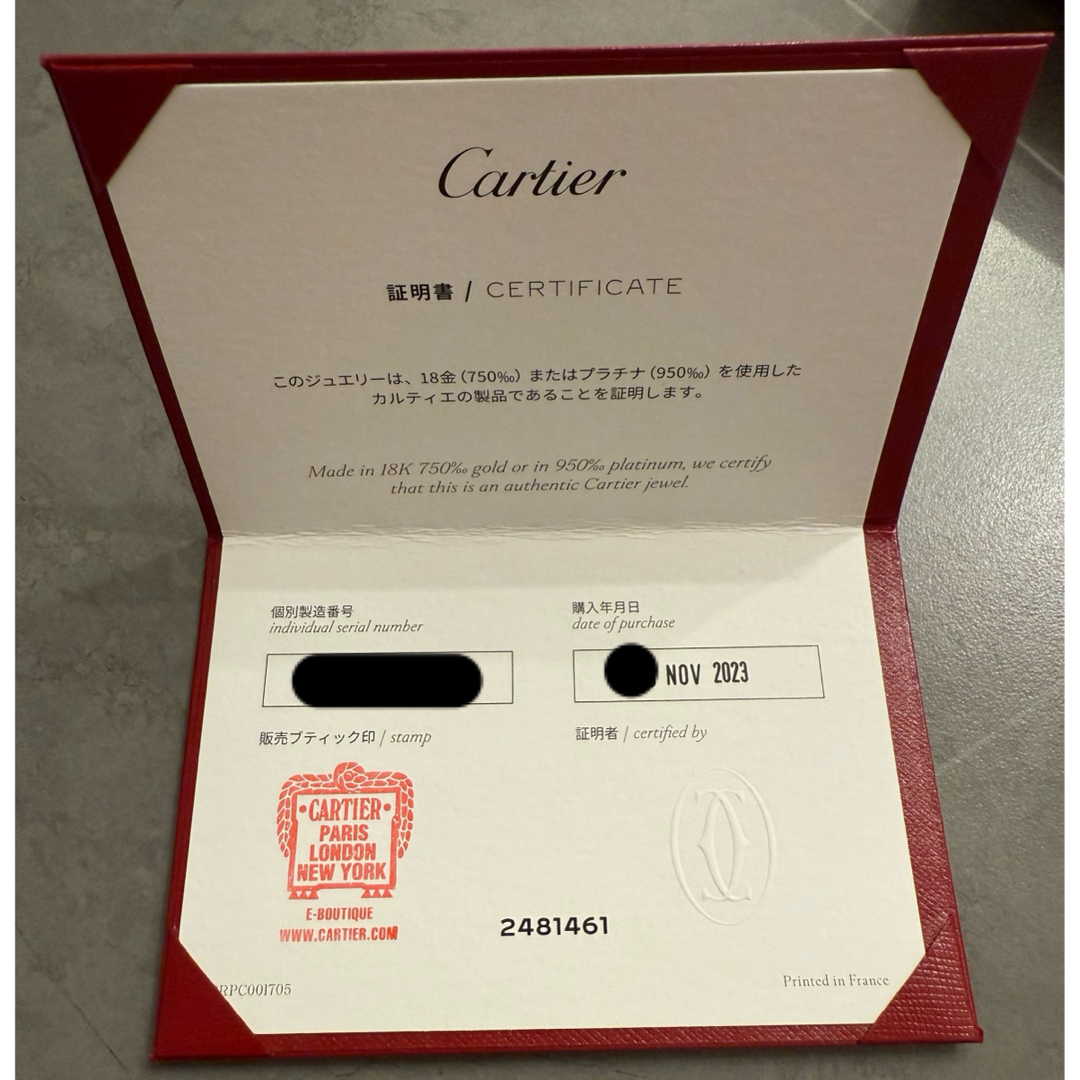 Cartier
証明書 / CERTIFICATE
このジュエリーは、18金(750‰) またはプラチナ(950‰) を使用した
カルティエの製品であることを証明します。
Made in 18K 750‰ gold or in 950‰ platinum, we certify
that this is an authentic Cartier jewel.
個別製造番号
individual serial number
購入年月日
date of purchase
NOV 2023
販売ブティック印 / stamp
証明者 / certified by
•CARTIER•
PARIS
LONDON
NEW YORK
E-BOUTIQUE
WWW.CARTIER.COM
2481461
RPC001705
Printed in France